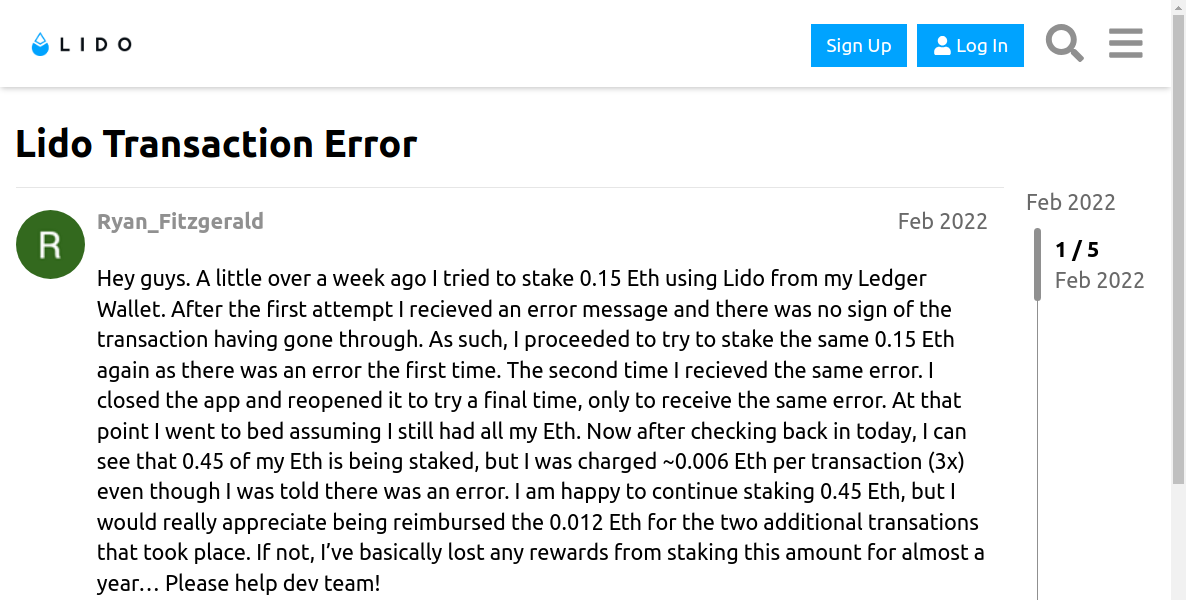 LIDO
Sign Up
Log In
Lido Transaction Error
Ryan_Fitzgerald
Feb 2022
Hey guys. A little over a week ago I tried to stake 0.15 Eth using Lido from my Ledger
Wallet. After the first attempt I recieved an error message and there was no sign of the
transaction having gone through. As such, I proceeded to try to stake the same 0.15 Eth
again as there was an error the first time. The second time I recieved the same error. I
closed the app and reopened it to try a final time, only to receive the same error. At that
point I went to bed assuming I still had all my Eth. Now after checking back in today, I can
see that 0.45 of my Eth is being staked, but I was charged ~0.006 Eth per transaction (3x)
even though I was told there was an error. I am happy to continue staking 0.45 Eth, but I
would really appreciate being reimbursed the 0.012 Eth for the two additional transations
that took place. If not, I’ve basically lost any rewards from staking this amount for almost a
year… Please help dev team!
R
Feb 2022
1 / 5
Feb 2022